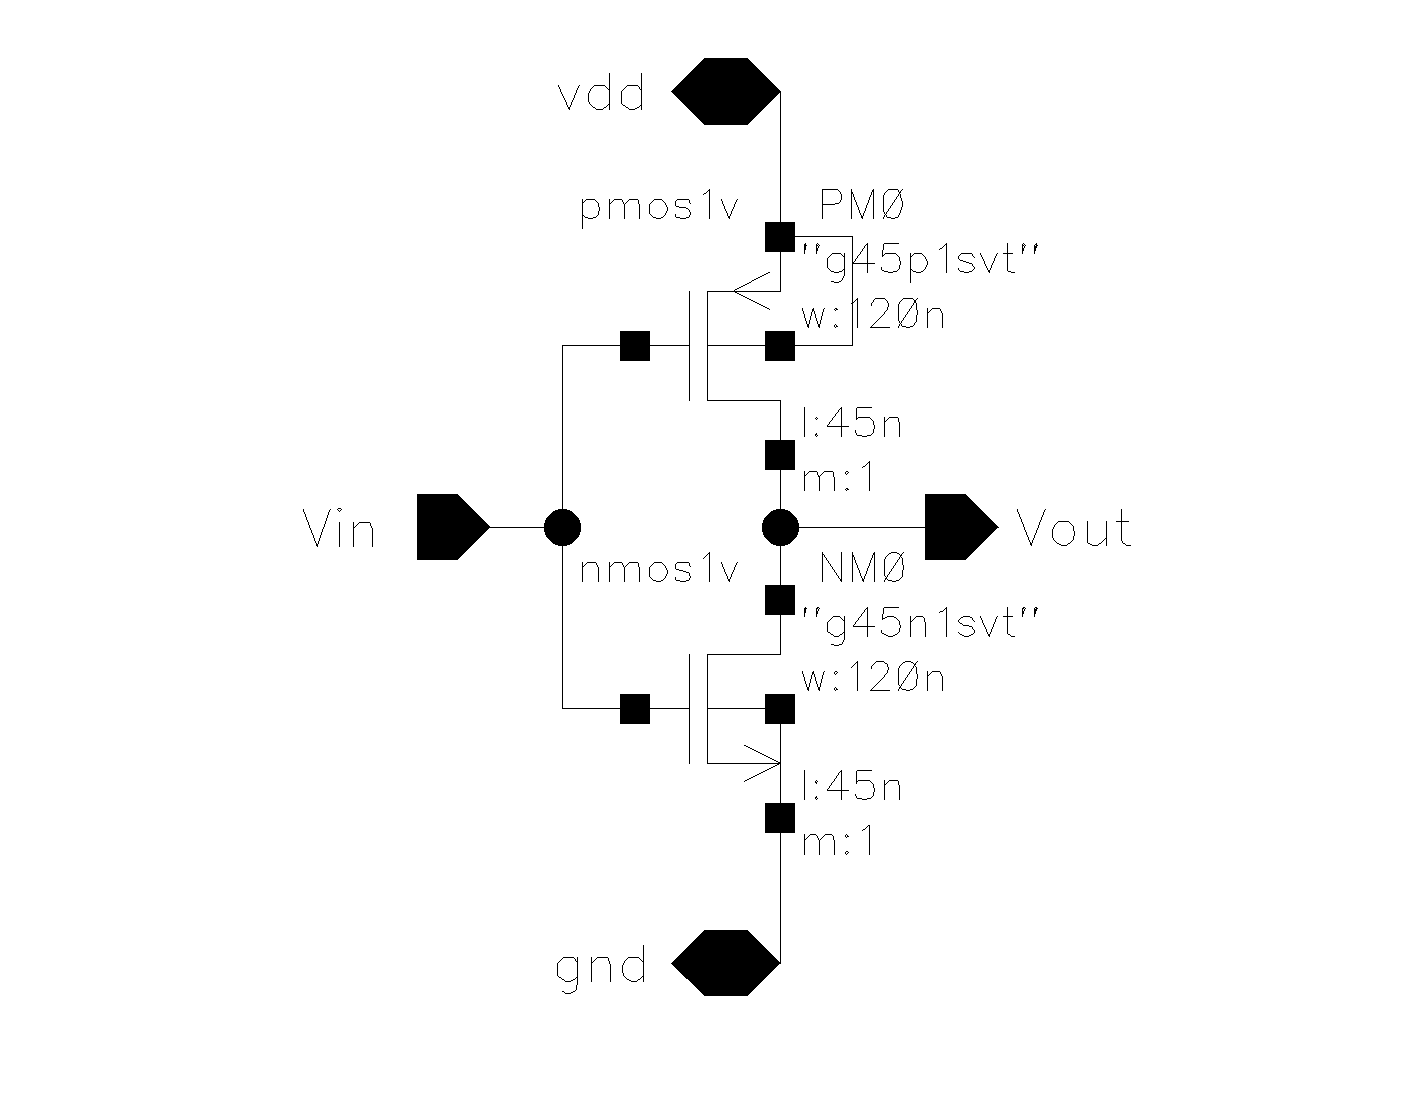 vdd
pmos1v PMØ
"g45p1svt"
w:12Øn
l:45n
m:1
Vin Vout
nmos1v NMØ
"g45n1svt"
w:12Øn
l:45n
m:1
gnd